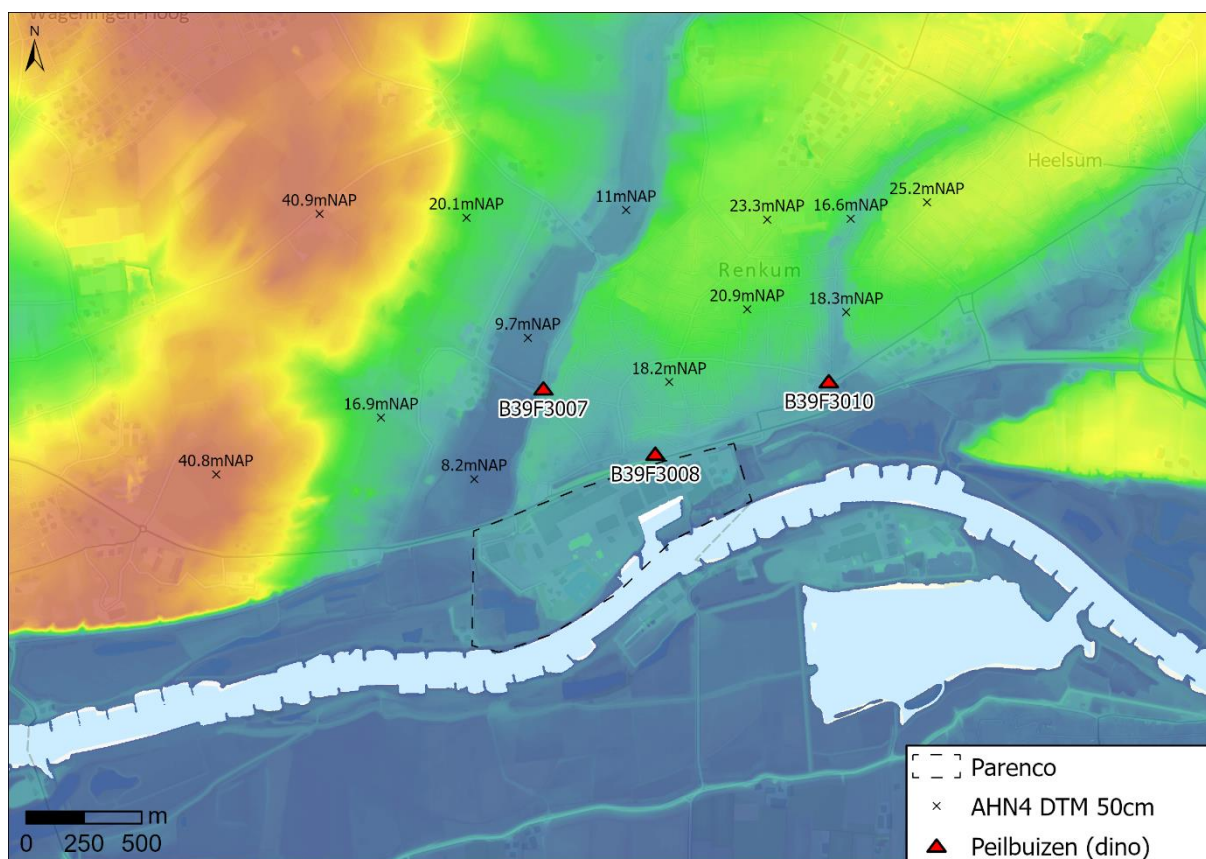 Wageningen-Hoog
N
Heelsum
25.2mNAP
11mNAP
40.9mNAP
20.1mNAP
23.3mNAP
16.6mNAP
Renkum
20.9mNAP
18.3mNAP
9.7mNAP
18.2mNAP
B39F3007
B39F3010
16.9mNAP
40.8mNAP
8.2mNAP
B39F3008
Parenco
AHN4 DTM 50cm
Peilbuizen (dino)
m
0 250 500